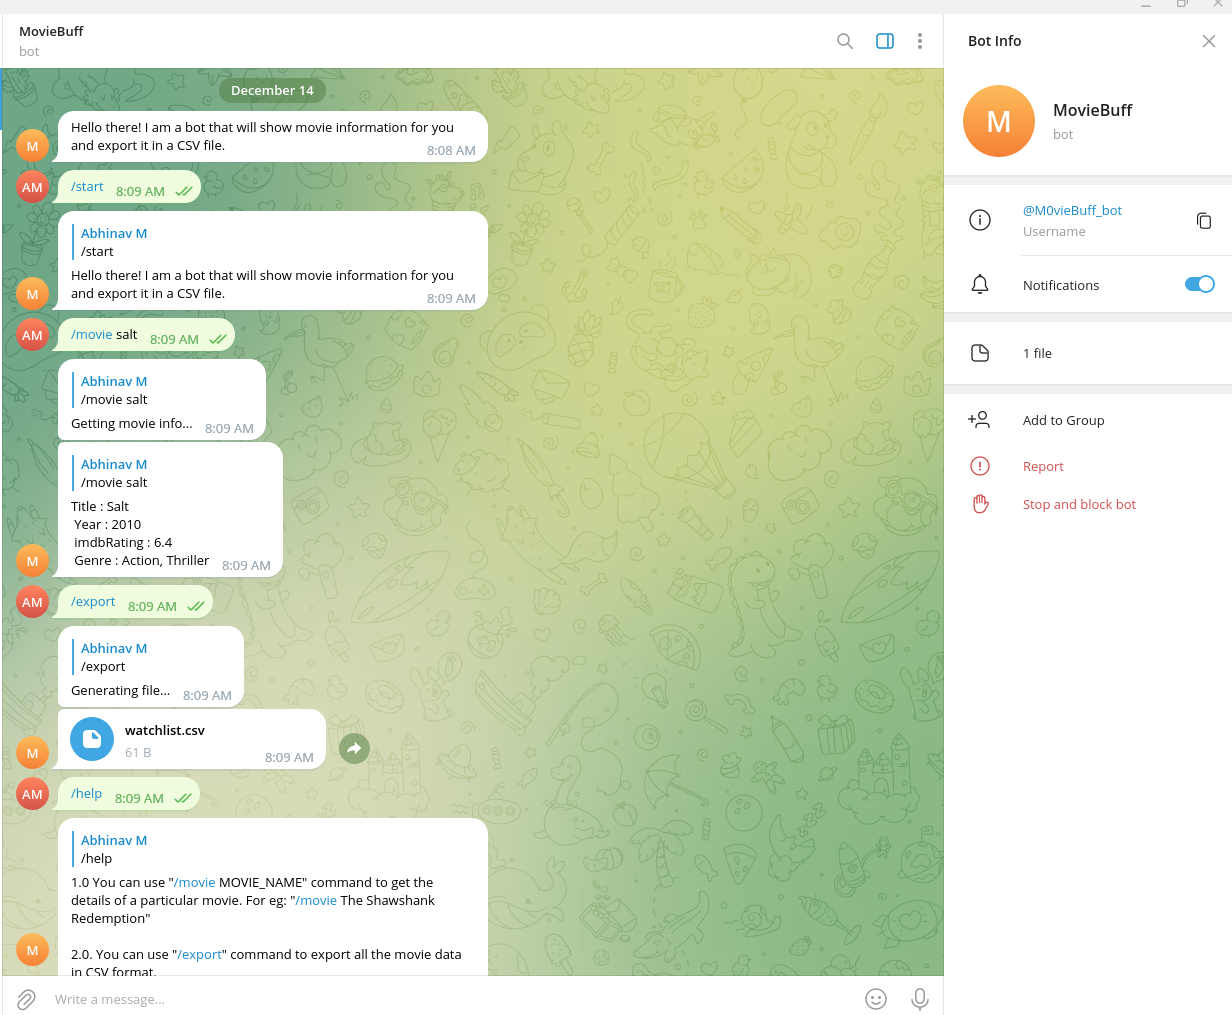 MovieBuff
bot
December 14
Hello there! I am a bot that will show movie information for you
and export it in a CSV file.
8:08 AM
M
AM
/start 8:09 AM
Abhinav M
/start
Hello there! I am a bot that will show movie information for you
and export it in a CSV file.
8:09 AM
M
AM
/movie salt 8:09 AM
Abhinav M
/movie salt
Getting movie info... 8:09 AM
Abhinav M
/movie salt
Title : Salt
Year : 2010
imdbRating : 6.4
Genre : Action, Thriller 8:09 AM
M
AM
/export 8:09 AM
Abhinav M
/export
Generating file... 8:09 AM
watchlist.csv
61 B 8:09 AM
M
AM
/help 8:09 AM
Abhinav M
/help
1.0 You can use "/movie MOVIE_NAME" command to get the
details of a particular movie. For eg: "/movie The Shawshank
Redemption"
2.0. You can use "/export" command to export all the movie data
in CSV format.
M
Write a message...
Bot Info
M
MovieBuff
bot
@M0vieBuff_bot
Username
Notifications
1 file
Add to Group
Report
Stop and block bot